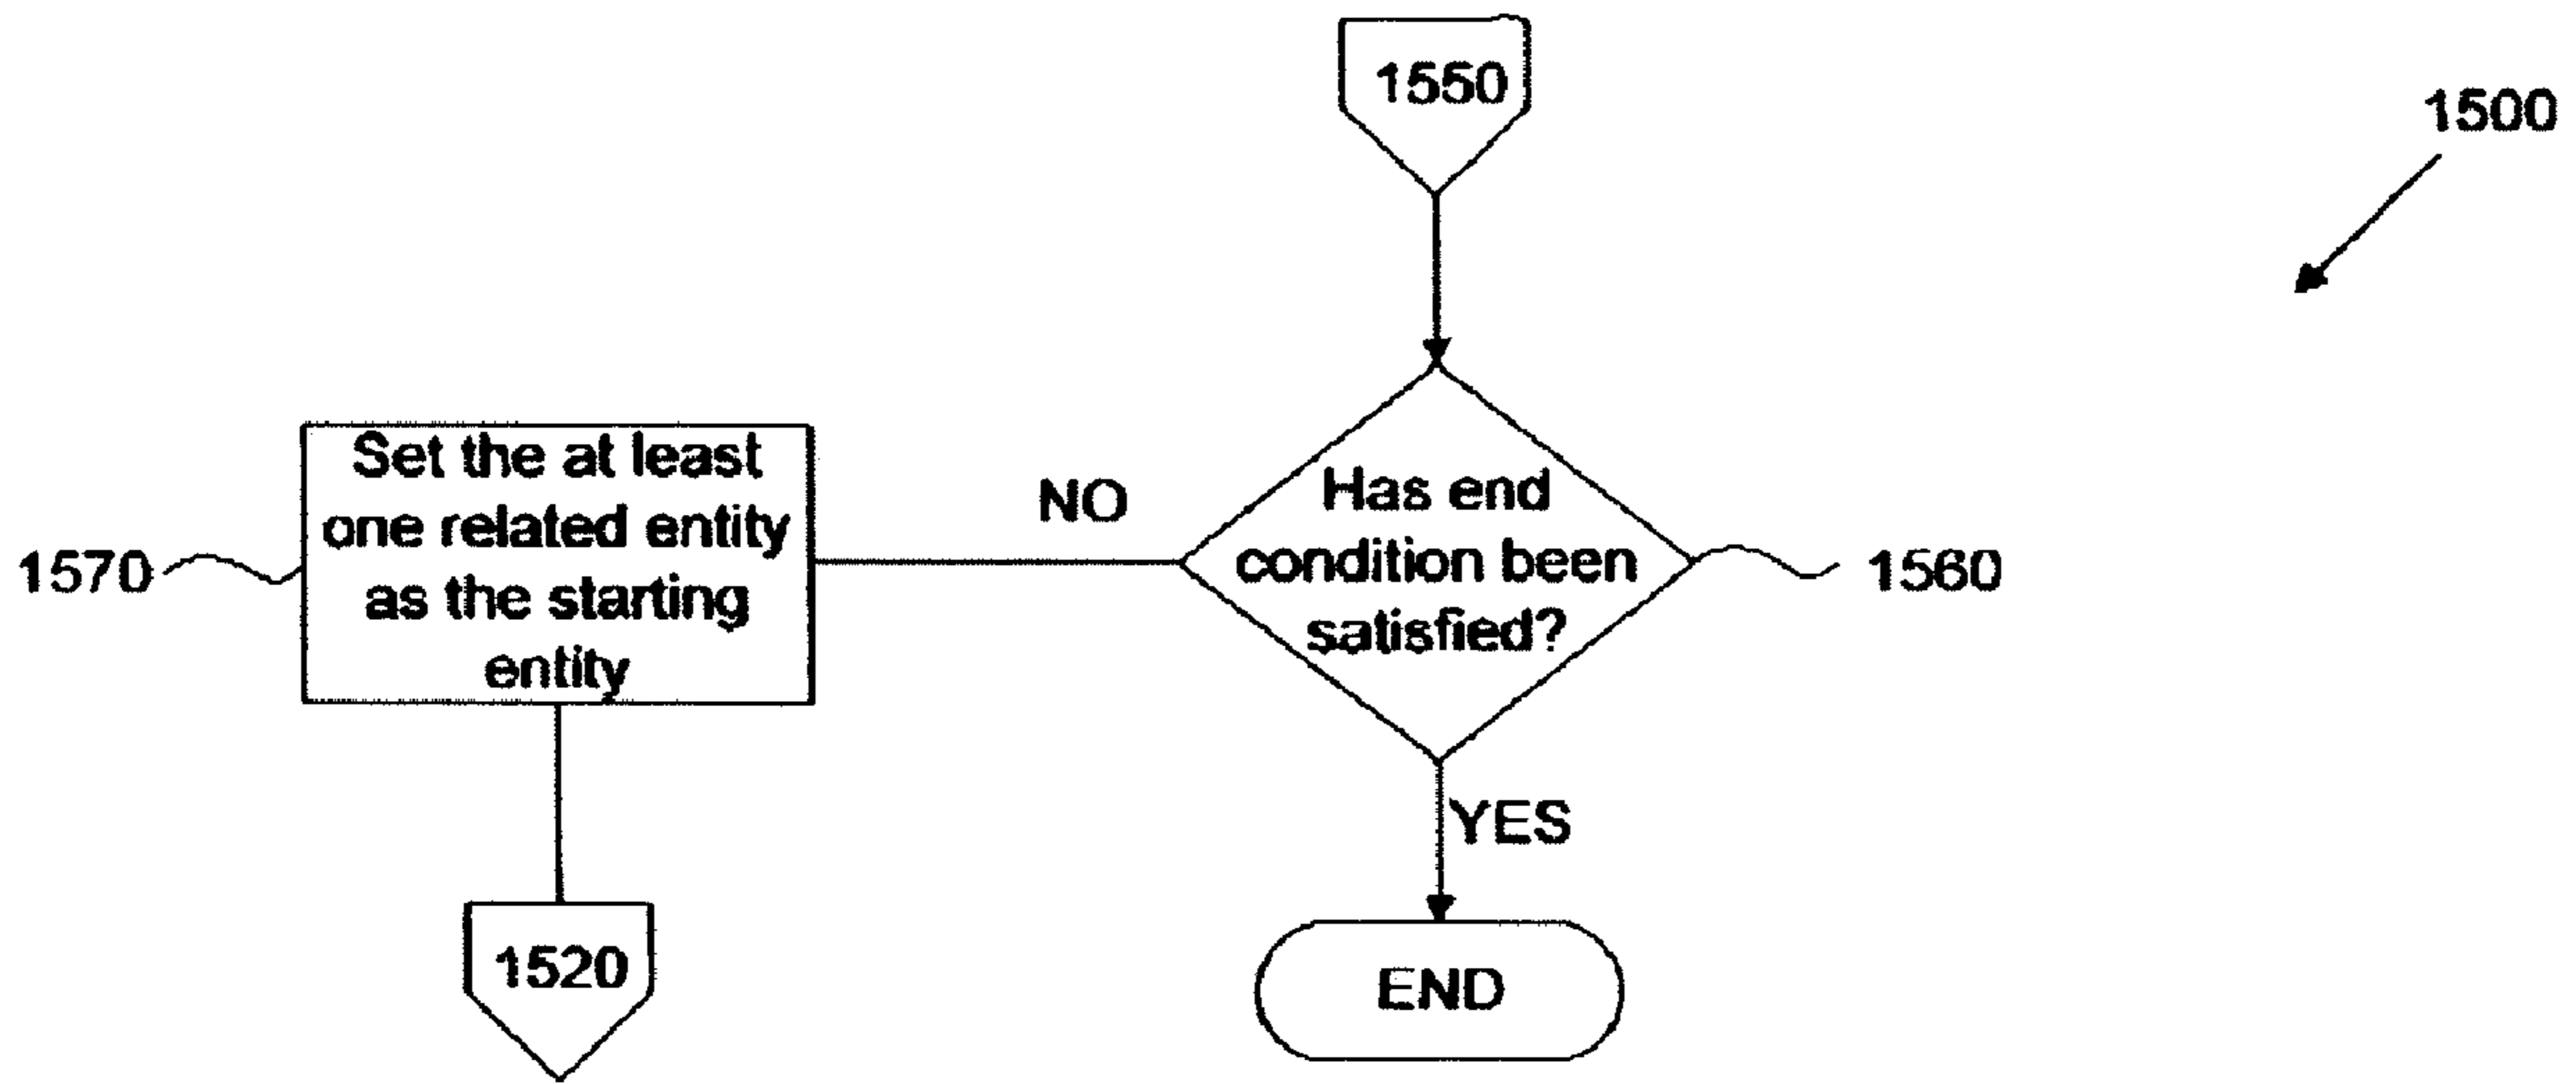 1550
1500
Set the at least
one related entity
as the starting
entity
1570
NO
Has end
condition been
satisfied?
1560
YES
1520
END